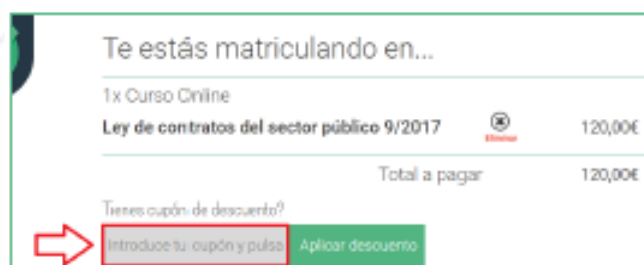 Te estás matriculando en...
1x Curso Online
Ley de contratos del sector público 9/2017 Eliminar 120,00€
Total a pagar 120,00€
Tienes cupón de descuento?
Introduce tu cupón y pulsa Aplicar descuento